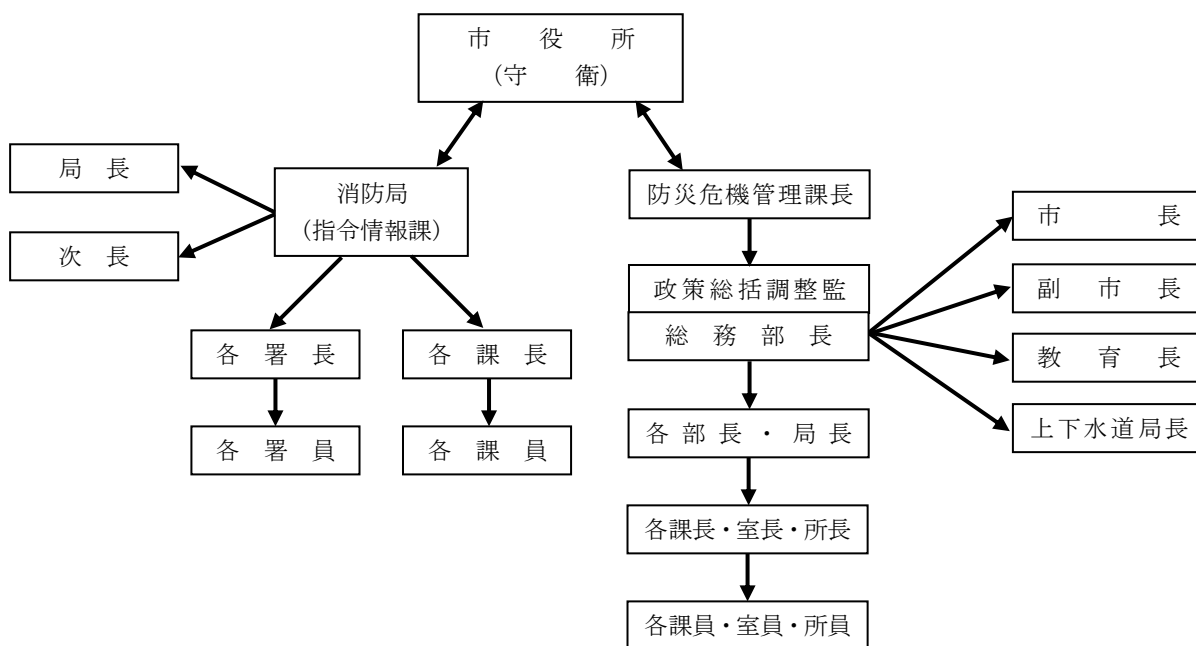 市役所
(守衛)
局長
消防局
(指令情報課)
次長
各署長
各課長
各署員
各課員
防災危機管理課長
政策総括調整監
総務部長
市長
副市長
教育長
上下水道局長
各部長・局長
各課長・室長・所長
各課員・室員・所員